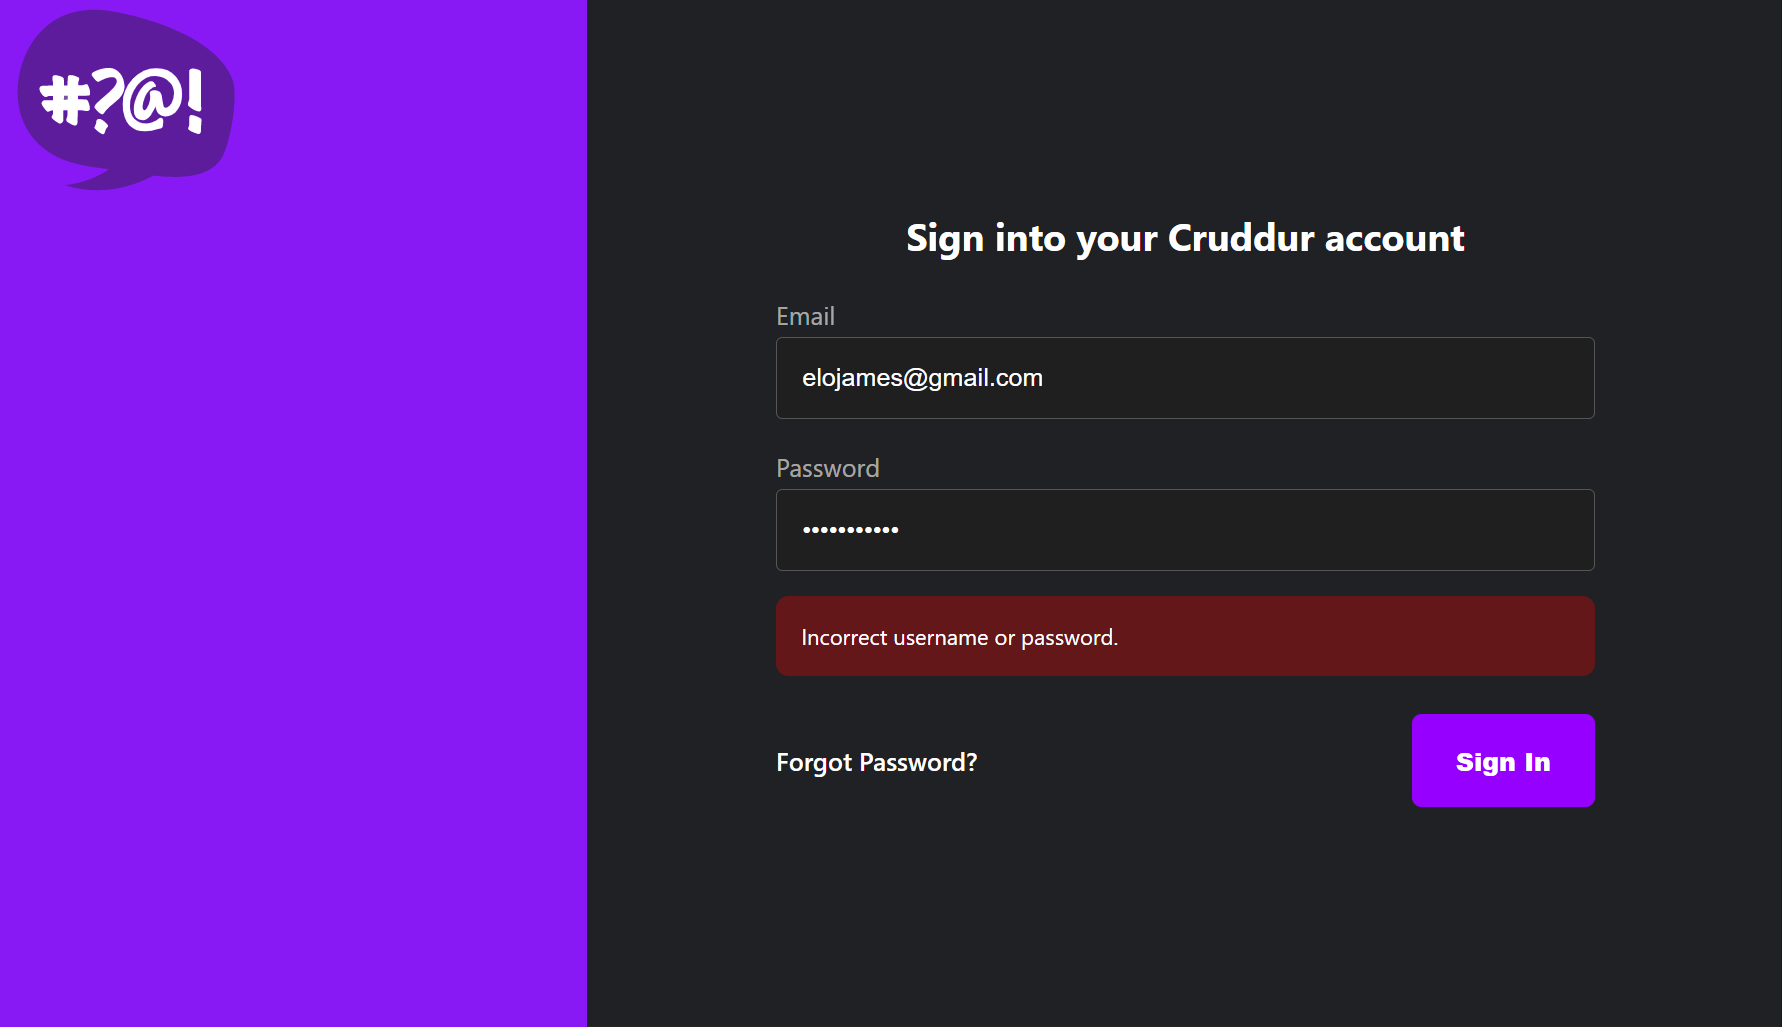 #?@!
Sign into your Cruddur account
Email
elojames@gmail.com
Password
•••••••••••
Incorrect username or password.
Forgot Password?
Sign In